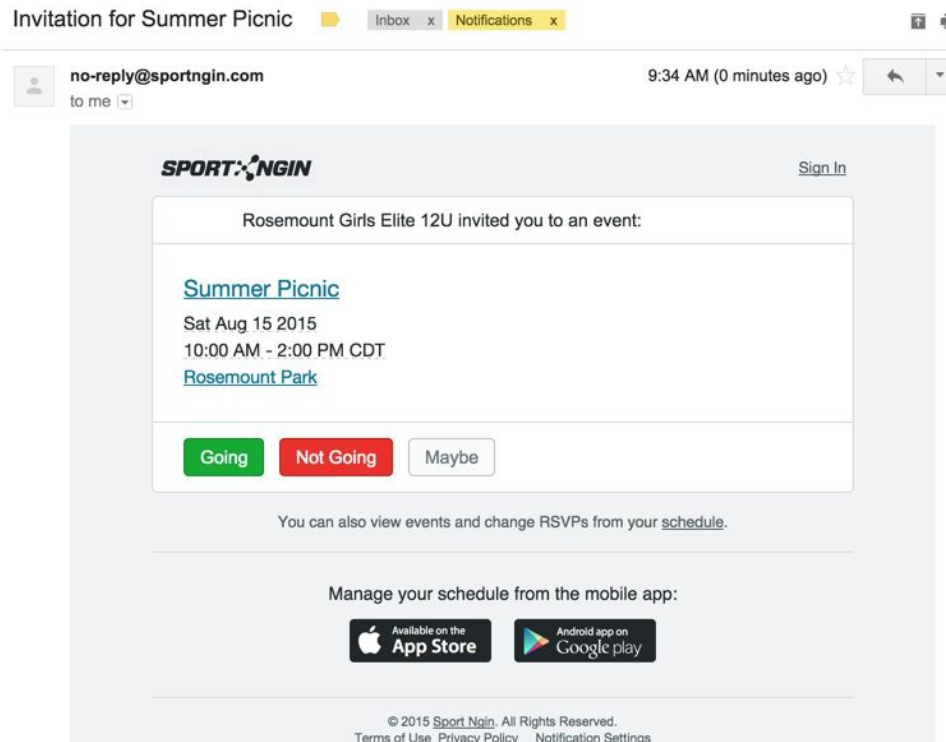 Invitation for Summer Picnic Inbox x Notifications x
no-reply@sportngin.com 9:34 AM (0 minutes ago)
to me
SPORT NGIN Sign In
Rosemount Girls Elite 12U invited you to an event:
Summer Picnic
Sat Aug 15 2015
10:00 AM - 2:00 PM CDT
Rosemount Park
Going Not Going Maybe
You can also view events and change RSVPs from your schedule.
Manage your schedule from the mobile app:
Available on the App Store Android app on Google play
© 2015 Sport Ngin. All Rights Reserved.
Terms of Use Privacy Policy Notification Settings